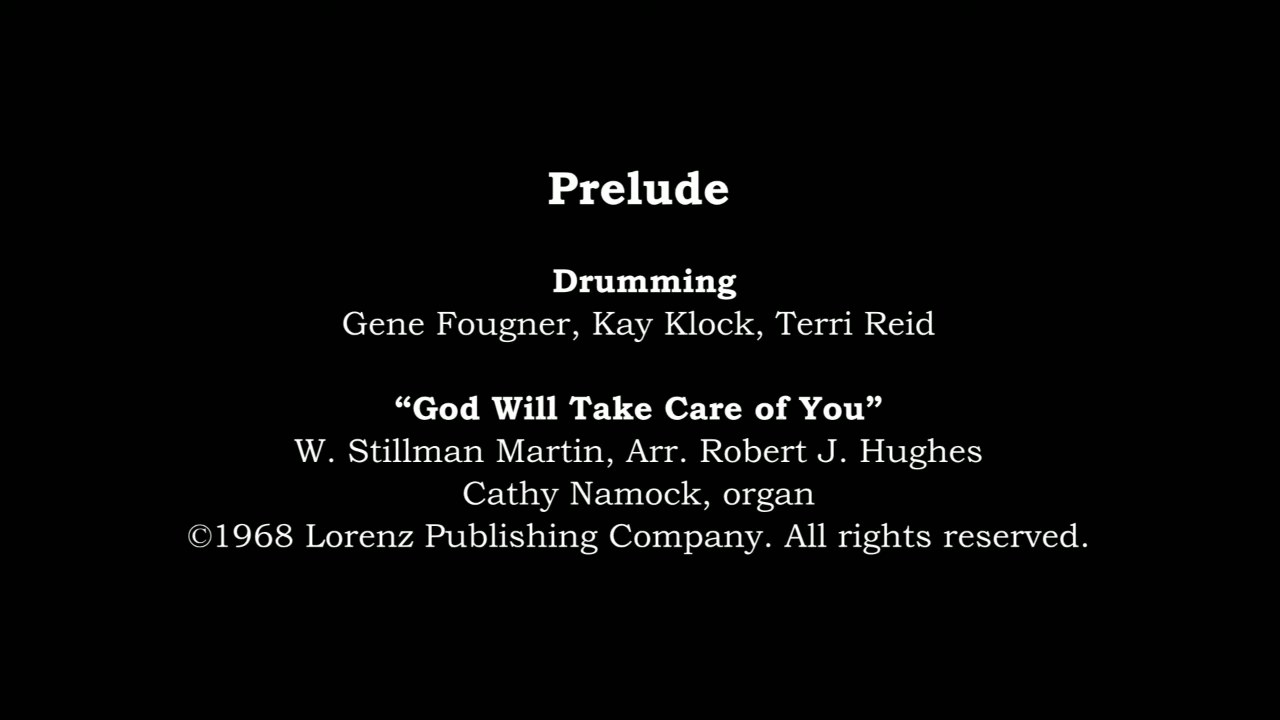 Prelude
Drumming
Gene Fougner, Kay Klock, Terri Reid
“God Will Take Care of You”
W. Stillman Martin, Arr. Robert J. Hughes
Cathy Namock, organ
©1968 Lorenz Publishing Company. All rights reserved.